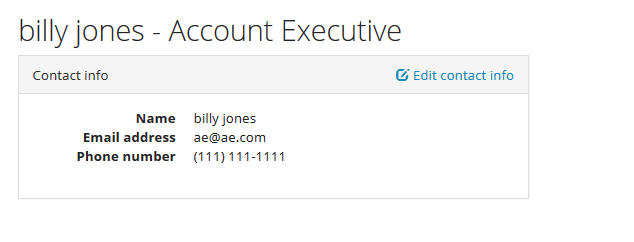 billy jones - Account Executive
Contact info Edit contact info
Name billy jones
Email address ae@ae.com
Phone number (111) 111-1111